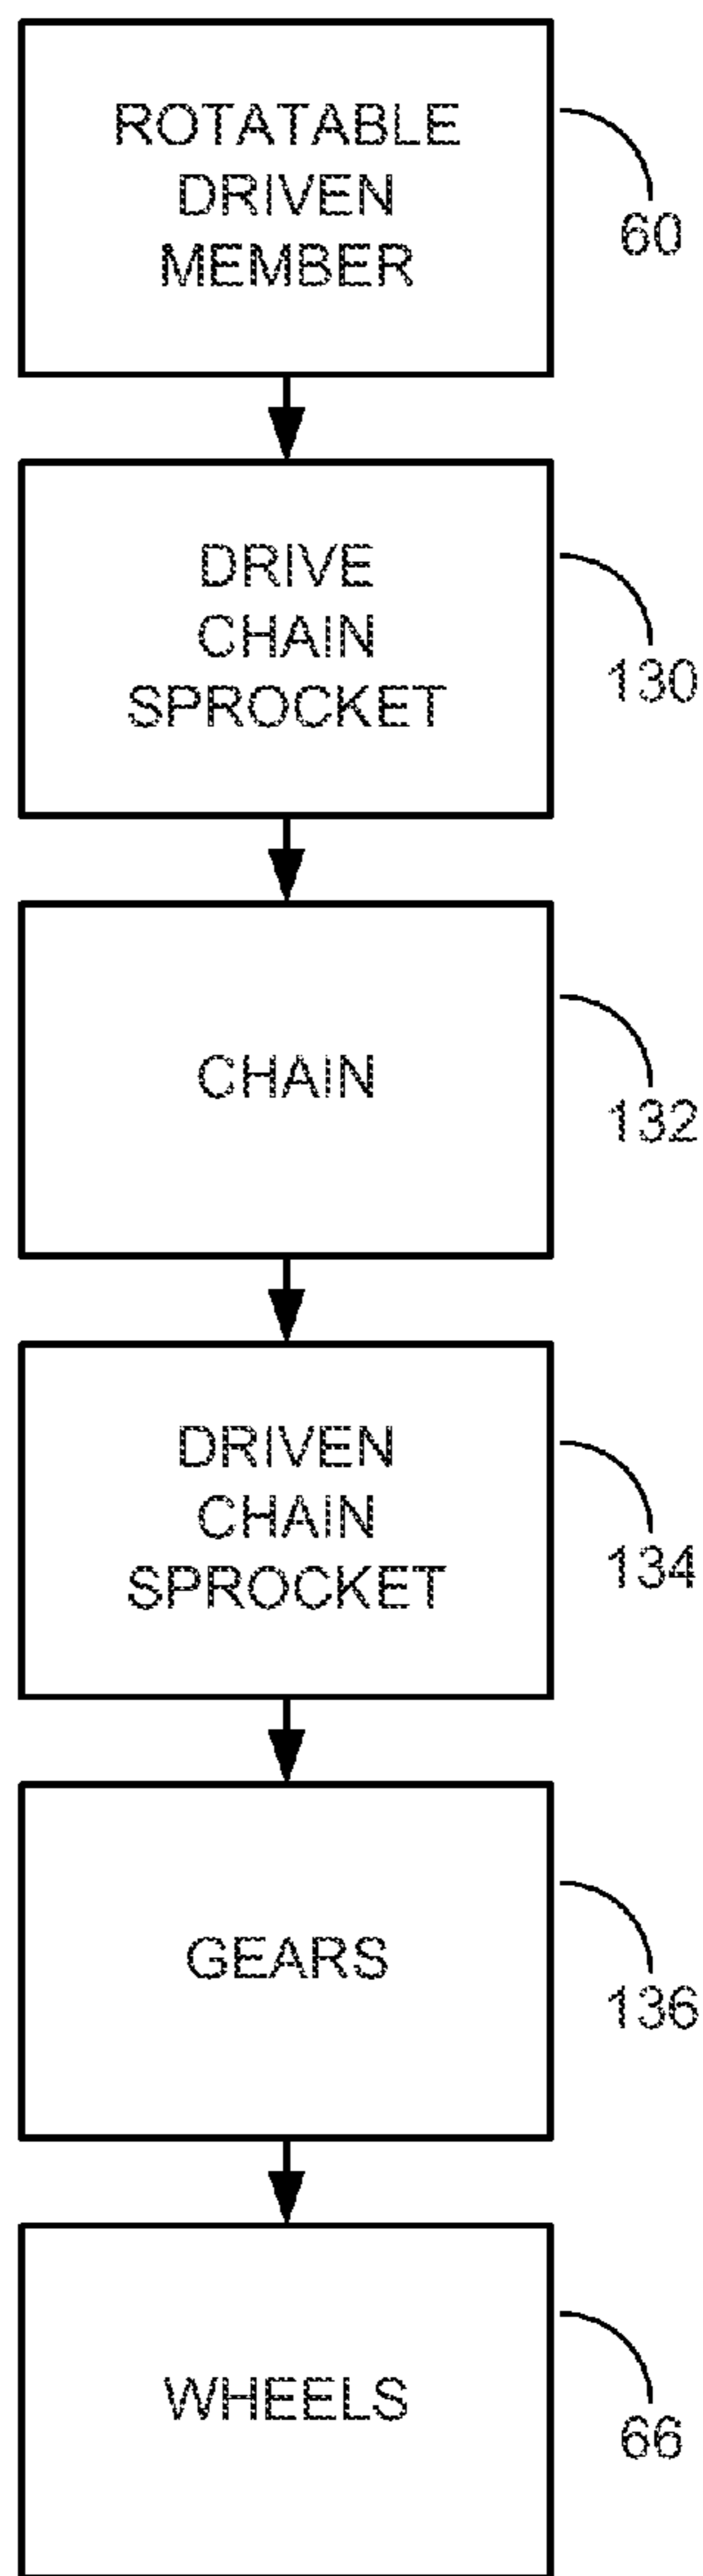 ROTATABLE
DRIVEN
MEMBER
60
DRIVE
CHAIN
SPROCKET
130
CHAIN
132
DRIVEN
CHAIN
SPROCKET
134
GEARS
136
WHEELS
66